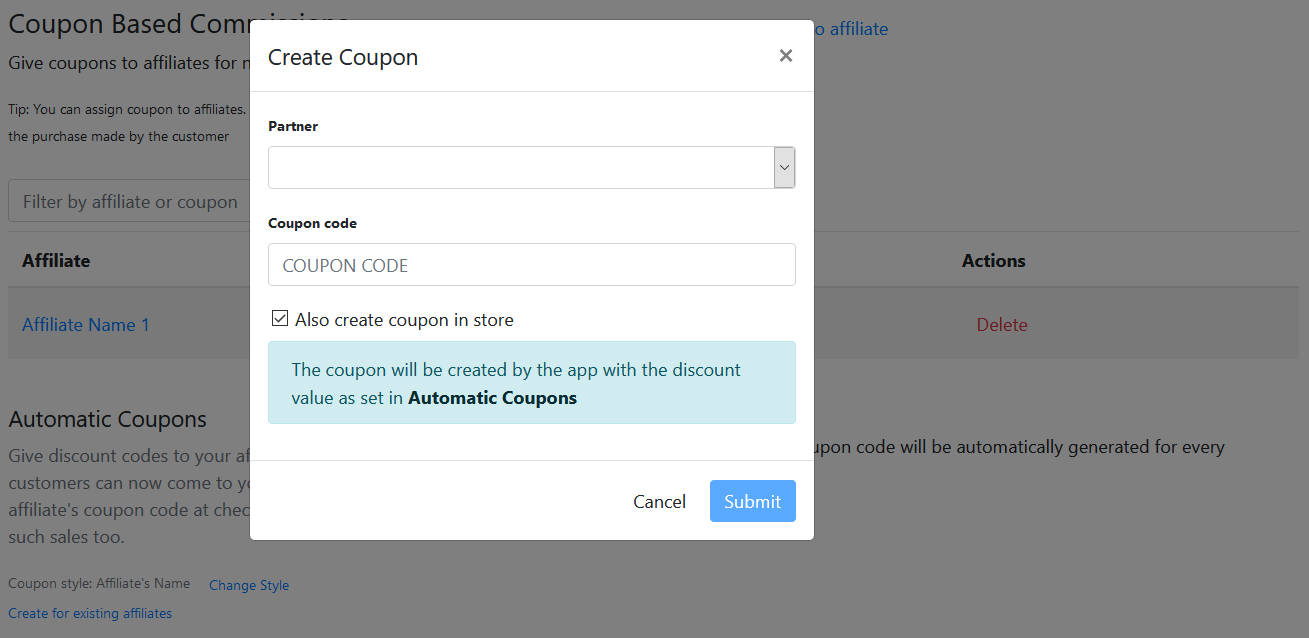 Coupon Based Commissions
Give coupons to affiliates for
o affiliate
Tip: You can assign coupon to affiliates.
the purchase made by the customer
Filter by affiliate or coupon
Affiliate
Actions
Affiliate Name 1
Delete
Create Coupon
×
Partner
Coupon code
COUPON CODE
Also create coupon in store
The coupon will be created by the app with the discount
value as set in Automatic Coupons
Cancel
Submit
Automatic Coupons
Give discount codes to your af
upon code will be automatically generated for every
customers can now come to yo
affiliate's coupon code at chec
such sales too.
Coupon style: Affiliate's Name
Change Style
Create for existing affiliates